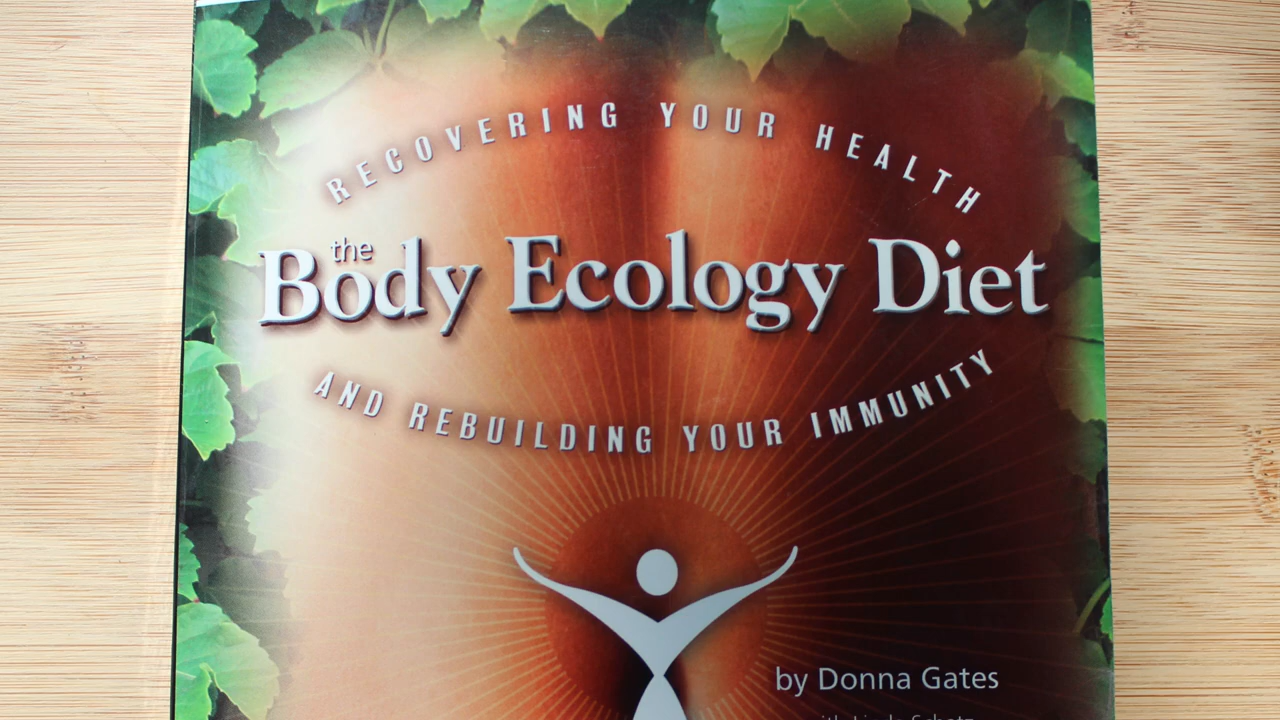 RECOVERING YOUR HEALTH
the
Body Ecology Diet
AND REBUILDING YOUR IMMUNITY
by Donna Gates